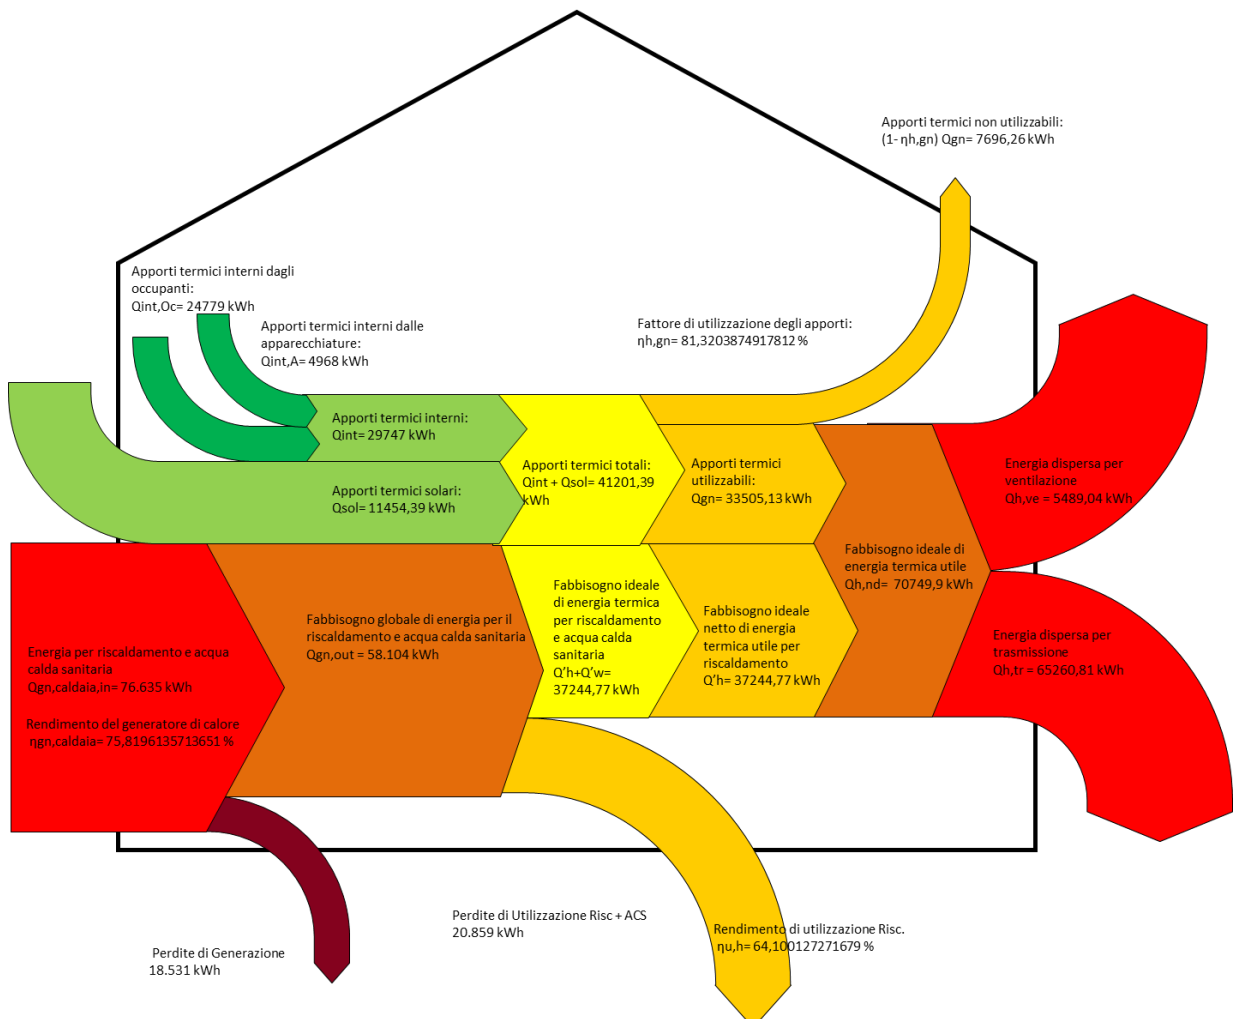 Apporti termici non utilizzabili:
(1- ηh,gn) Qgn= 7696,26 kWh
Apporti termici interni dagli
occupanti:
Qint,Oc= 24779 kWh
Apporti termici interni dalle
apparecchiature:
Qint,A= 4968 kWh
Fattore di utilizzazione degli apporti:
ηh,gn= 81,3203874917812 %
Apporti termici interni:
Qint= 29747 kWh
Apporti termici solari:
Qsol= 11454,39 kWh
Apporti termici totali:
Qint + Qsol= 41201,39
kWh
Apporti termici
utilizzabili:
Qgn= 33505,13 kWh
Energia dispersa per
ventilazione
Qh,ve = 5489,04 kWh
Fabbisogno ideale di
energia termica utile
Qh,nd=  70749,9 kWh
Energia per riscaldamento e acqua
calda sanitaria
Qgn,caldaia,in= 76.635 kWh
Rendimento del generatore di calore
ηgn,caldaia= 75,8196135713651 %
Fabbisogno globale di energia per il
riscaldamento e acqua calda sanitaria
Qgn,out = 58.104 kWh
Fabbisogno ideale
di energia termica
per riscaldamento
e acqua calda
sanitaria
Q'h+Q'w=
37244,77 kWh
Fabbisogno ideale
netto di energia
termica utile per
riscaldamento
Q'h= 37244,77 kWh
Energia dispersa per
trasmissione
Qh,tr = 65260,81 kWh
Perdite di Generazione
18.531 kWh
Perdite di Utilizzazione Risc + ACS
20.859 kWh
Rendimento di utilizzazione Risc.
ηu,h= 64,100127271679 %